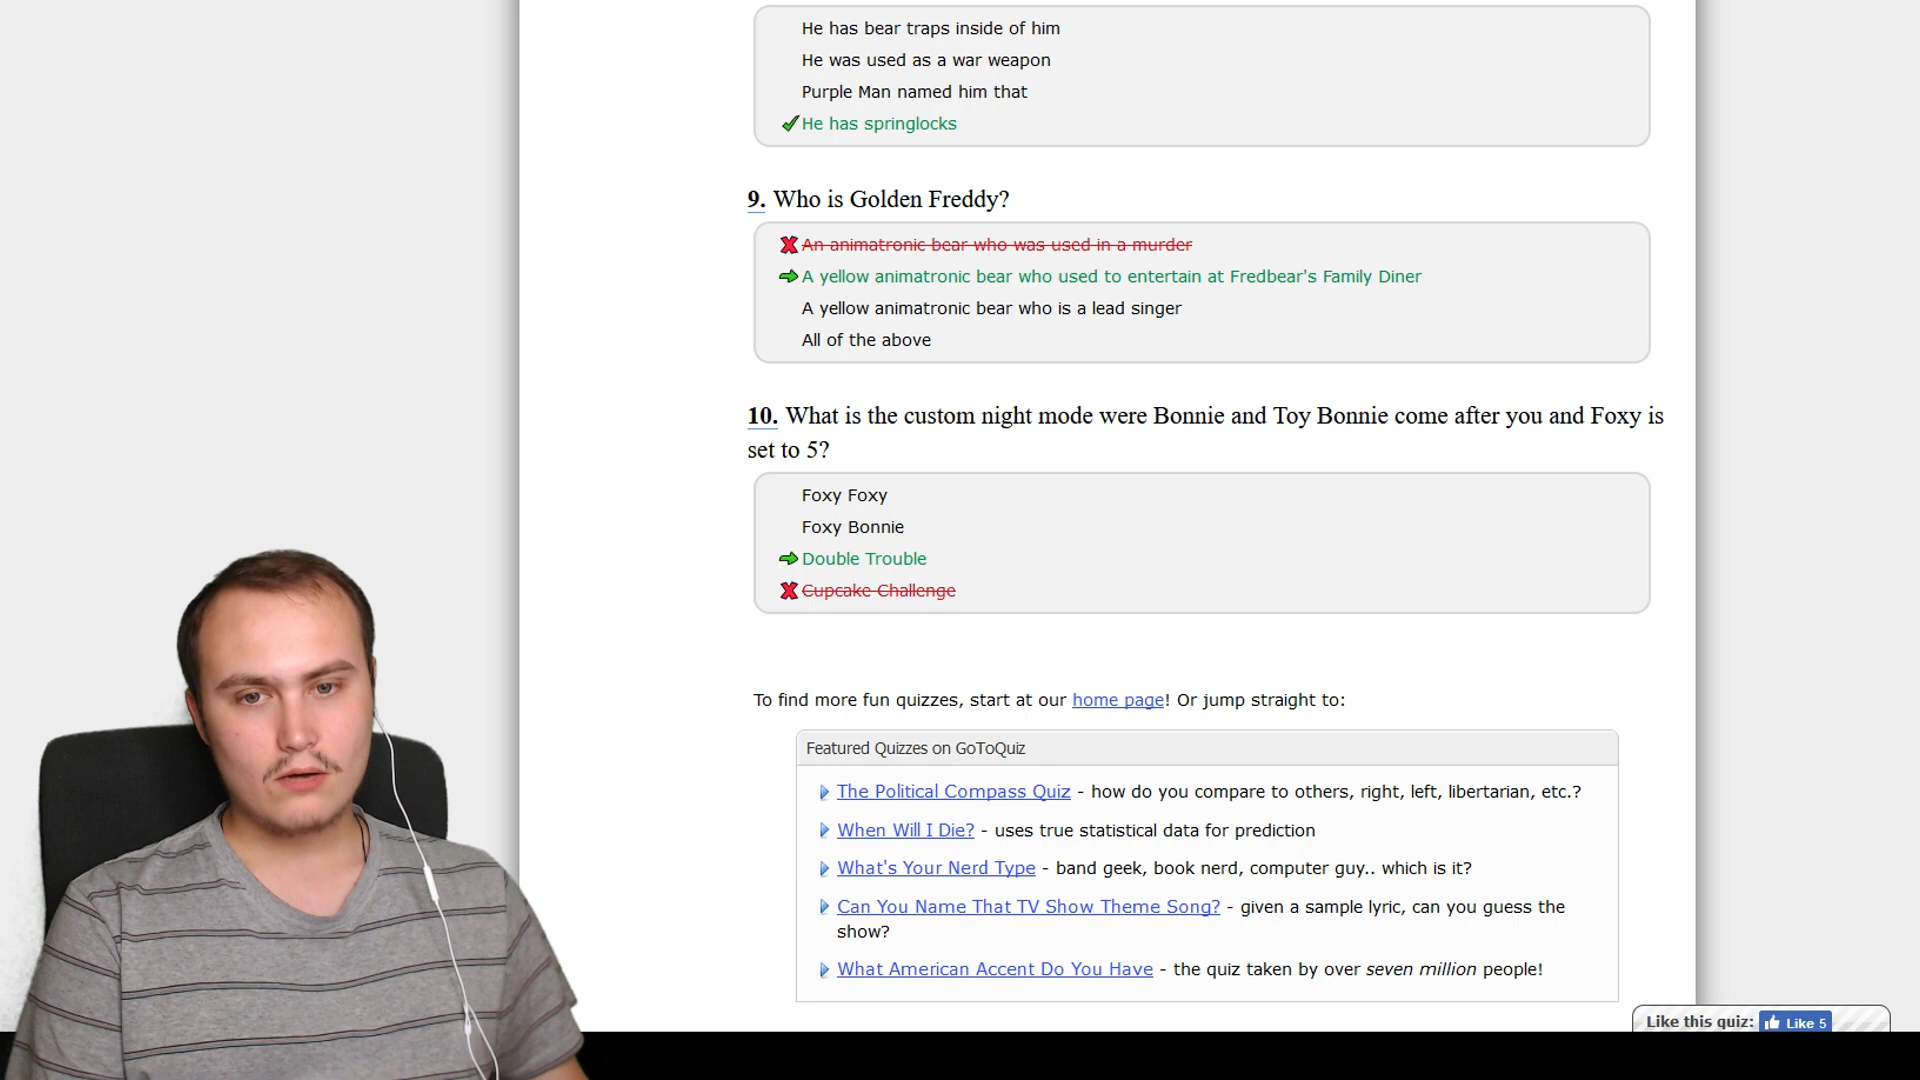 He has bear traps inside of him
He was used as a war weapon
Purple Man named him that
He has springlocks
9. Who is Golden Freddy?
An animatronic bear who was used in a murder
A yellow animatronic bear who used to entertain at Fredbear's Family Diner
A yellow animatronic bear who is a lead singer
All of the above
10. What is the custom night mode were Bonnie and Toy Bonnie come after you and Foxy is
set to 5?
Foxy Foxy
Foxy Bonnie
Double Trouble
Cupcake Challenge
To find more fun quizzes, start at our home page! Or jump straight to:
Featured Quizzes on GoToQuiz
The Political Compass Quiz - how do you compare to others, right, left, libertarian, etc.?
When Will I Die? - uses true statistical data for prediction
What's Your Nerd Type - band geek, book nerd, computer guy.. which is it?
Can You Name That TV Show Theme Song? - given a sample lyric, can you guess the
show?
What American Accent Do You Have - the quiz taken by over seven million people!
Like this quiz: Like 5